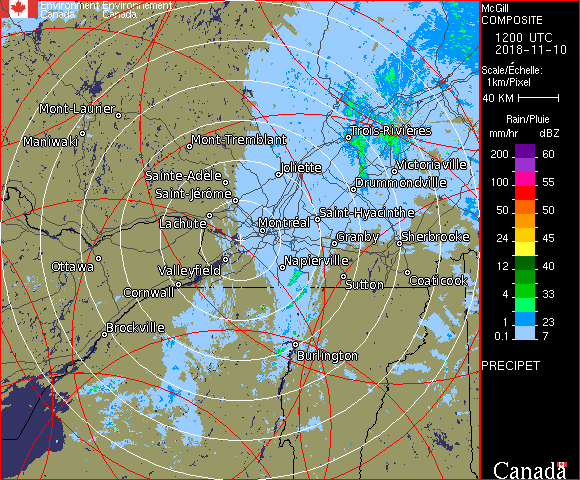 Environment Environnement
Canada Canada
McGill
COMPOSITE
1200 UTC
2018-11-10
Scale/Échelle:
1km/Pixel
40 KM
Rain/Pluie
mm/hr dBZ
200 60
100 55
50 50
24 45
12 40
4 33
1 23
0.1 7
PRECIPET
Canada
Mont-Laurier
Maniwaki
Mont-Tremblant
Trois-Rivières
Joliette
Victoriaville
Sainte-Adèle
Drummondville
Saint-Jérôme
Saint-Hyacinthe
Lachute
Montréal
Granby
Sherbrooke
Ottawa
Napierville
Valleyfield
Sutton
Coaticook
Cornwall
Brockville
Burlington